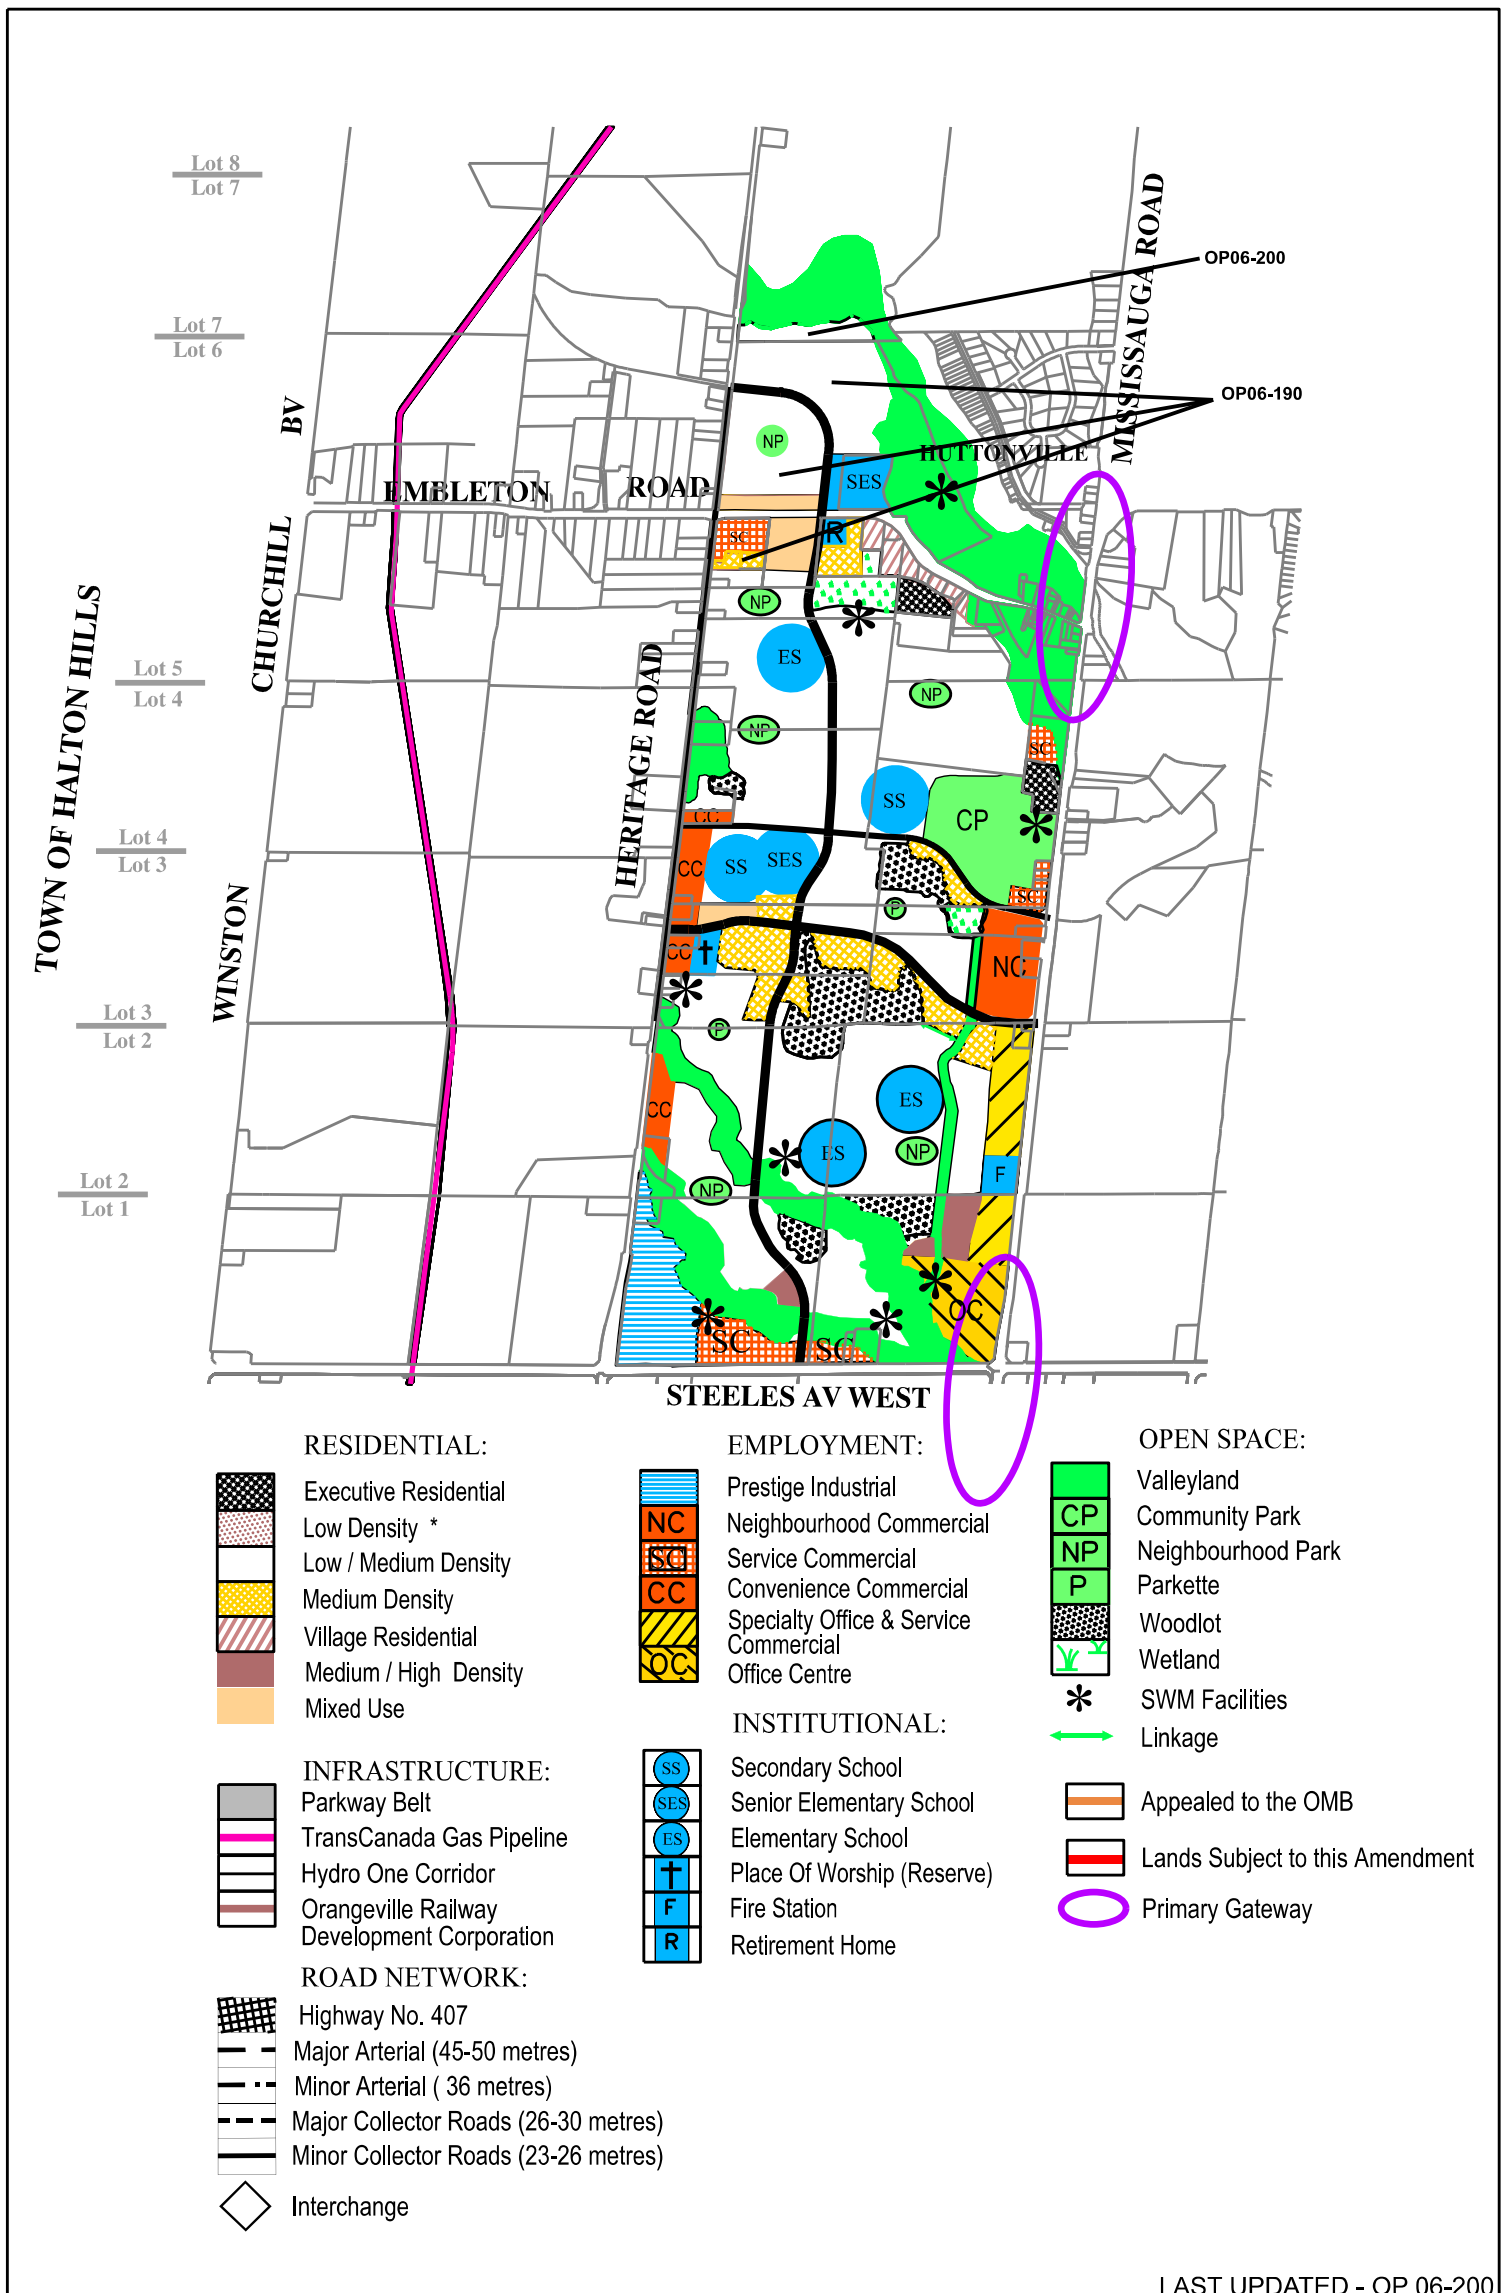 Lot 8
Lot 7
OP06-200
MISSISSAUGA ROAD
Lot 7
Lot 6
OP06-190
BV
NP
HUTTONVILLE
SES
EMBLETON ROAD
SC
R
CHURCHILL
NP
TOWN OF HALTON HILLS
ES
Lot 5
Lot 4
NP
HERITAGE ROAD
NP
SC
SS
CC
CP
Lot 4
Lot 3
CC
SS
SES
SC
P
WINSTON
CC
NC
Lot 3
Lot 2
P
ES
CC
ES
NP
F
Lot 2
Lot 1
NP
OC
SC
SC
STEELES AV WEST
RESIDENTIAL:
Executive Residential
Low Density *
Low / Medium Density
Medium Density
Village Residential
Medium / High Density
Mixed Use
INFRASTRUCTURE:
Parkway Belt
TransCanada Gas Pipeline
Hydro One Corridor
Orangeville Railway
Development Corporation
ROAD NETWORK:
Highway No. 407
Major Arterial (45-50 metres)
Minor Arterial ( 36 metres)
Major Collector Roads (26-30 metres)
Minor Collector Roads (23-26 metres)
Interchange
EMPLOYMENT:
Prestige Industrial
NC Neighbourhood Commercial
SC Service Commercial
CC Convenience Commercial
Specialty Office & Service
Commercial
OC Office Centre
INSTITUTIONAL:
SS Secondary School
SES Senior Elementary School
ES Elementary School
Place Of Worship (Reserve)
F Fire Station
R Retirement Home
OPEN SPACE:
Valleyland
CP Community Park
NP Neighbourhood Park
P Parkette
Woodlot
Wetland
SWM Facilities
Linkage
Appealed to the OMB
Lands Subject to this Amendment
Primary Gateway
LAST UPDATED - OP 06-200